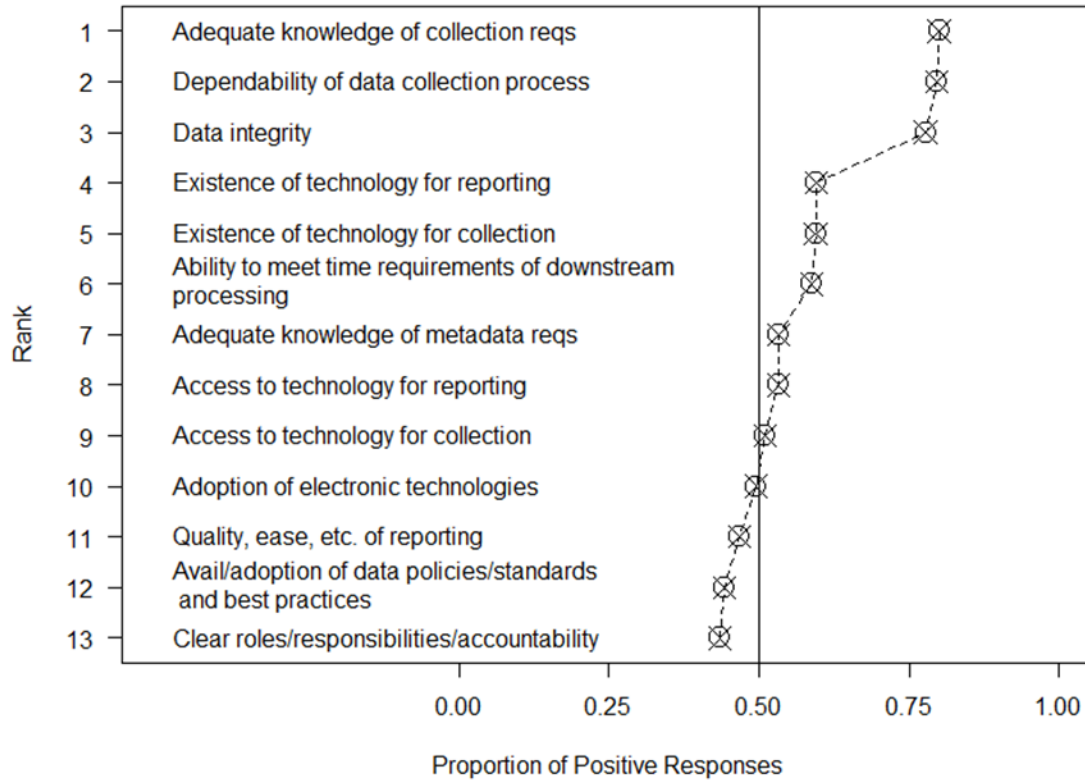 1 Adequate knowledge of collection reqs
2 Dependability of data collection process
3 Data integrity
4 Existence of technology for reporting
5 Existence of technology for collection
6 Ability to meet time requirements of downstream
processing
7 Adequate knowledge of metadata reqs
8 Access to technology for reporting
9 Access to technology for collection
10 Adoption of electronic technologies
11 Quality, ease, etc. of reporting
12 Avail/adoption of data policies/standards
and best practices
13 Clear roles/responsibilities/accountability
Rank
0.00 0.25 0.50 0.75 1.00
Proportion of Positive Responses